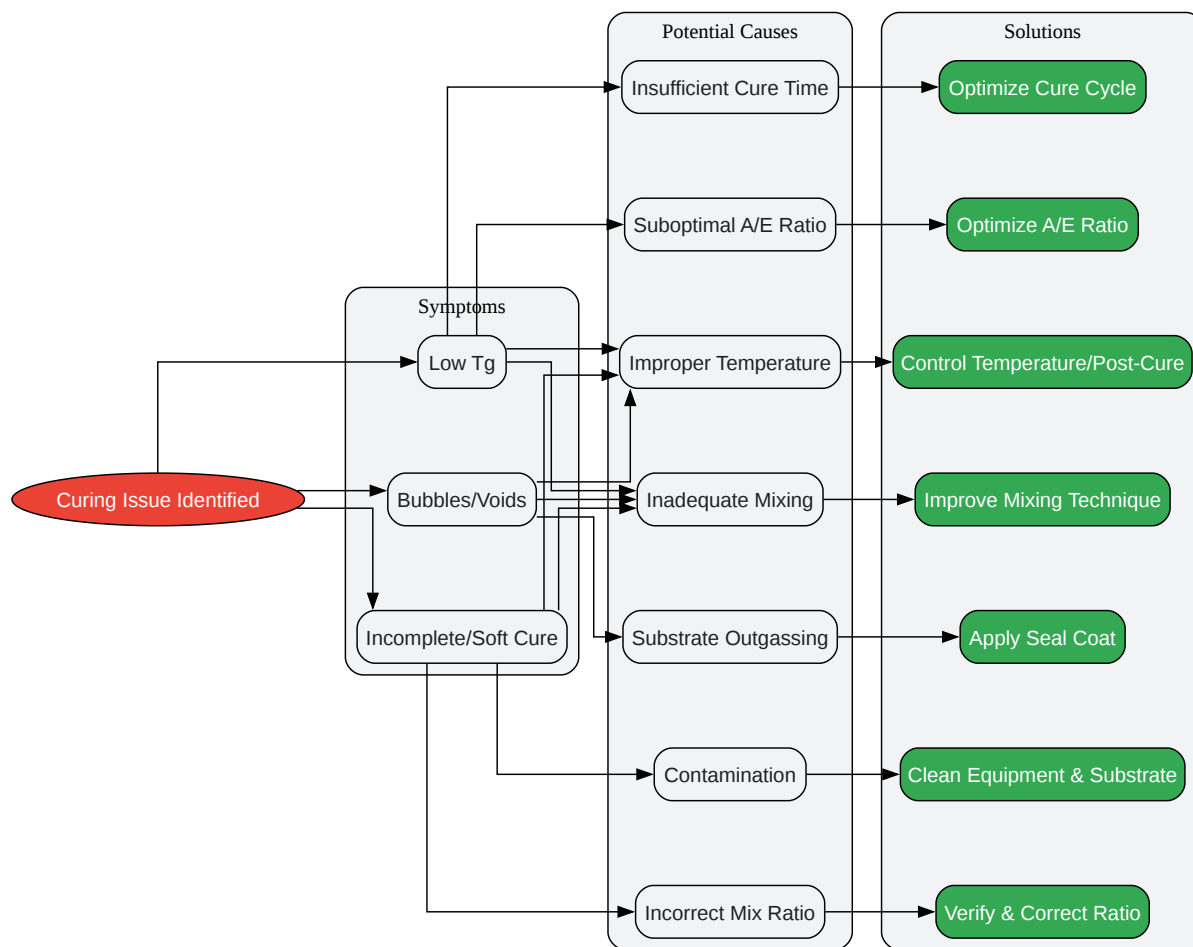 Potential Causes
Solutions
Insufficient Cure Time
Optimize Cure Cycle
Suboptimal A/E Ratio
Optimize A/E Ratio
Symptoms
Low Tg
Improper Temperature
Control Temperature/Post-Cure
Curing Issue Identified
Bubbles/Voids
Inadequate Mixing
Improve Mixing Technique
Incomplete/Soft Cure
Substrate Outgassing
Apply Seal Coat
Contamination
Clean Equipment & Substrate
Incorrect Mix Ratio
Verify & Correct Ratio